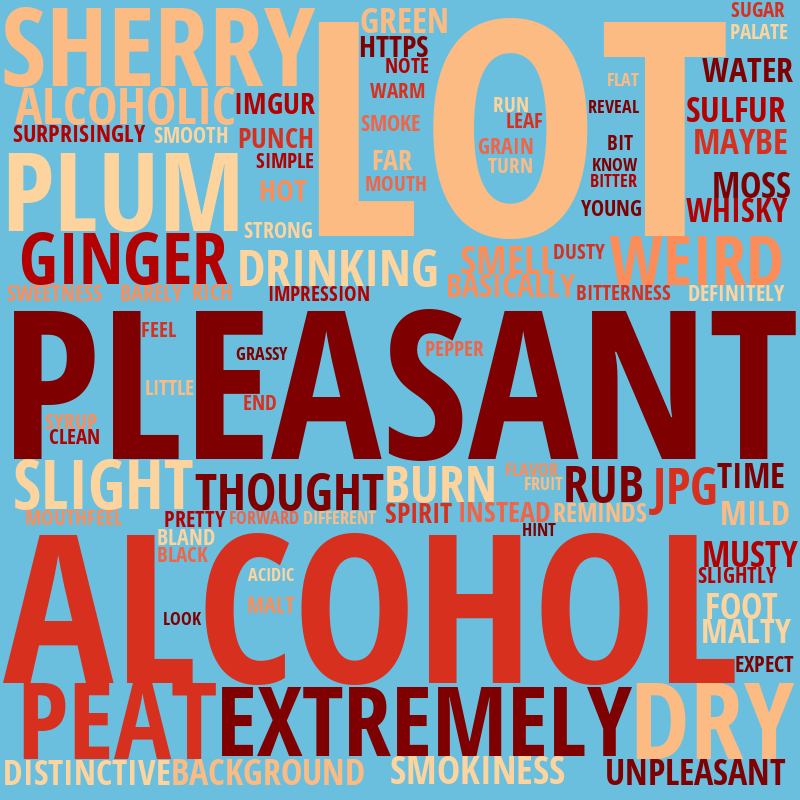 SHERRY
LOT
GREEN
SUGAR
PALATE
HTTPS
NOTE
WATER
FLAT
WARM
ALCOHOLIC
IMGUR
RUN
REVEAL
SULFUR
LEAF
SMOKE
SURPRISINGLY
SMOOTH
PUNCH
GRAIN
BIT
MAYBE
SIMPLE
FAR
TURN
KNOW
BITTER
PLUM
HOT
MOUTH
MOSS
YOUNG
WHISKY
STRONG
GINGER
DRINKING
SMELL
DUSTY
WEIRD
BASICALLY
SWEETNESS
BARELY
RICH
IMPRESSION
BITTERNESS
DEFINITELY
PLEASANT
FEEL
GRASSY
PEPPER
LITTLE
END
SYRUP
CLEAN
SLIGHT
THOUGHT
BURN
FLAVOR
FRUIT
RUB
JPG
TIME
MOUTHFEEL
PRETTY
FORWARD
DIFFERENT
SPIRIT
INSTEAD
REMINDS
MILD
HINT
BLAND
BLACK
ALCOHOL
MUSTY
ACIDIC
SLIGHTLY
MALT
LOOK
FOOT
MALTY
EXPECT
PEAT
EXTREMELY
DRY
DISTINCTIVE
BACKGROUND
SMOKINESS
UNPLEASANT